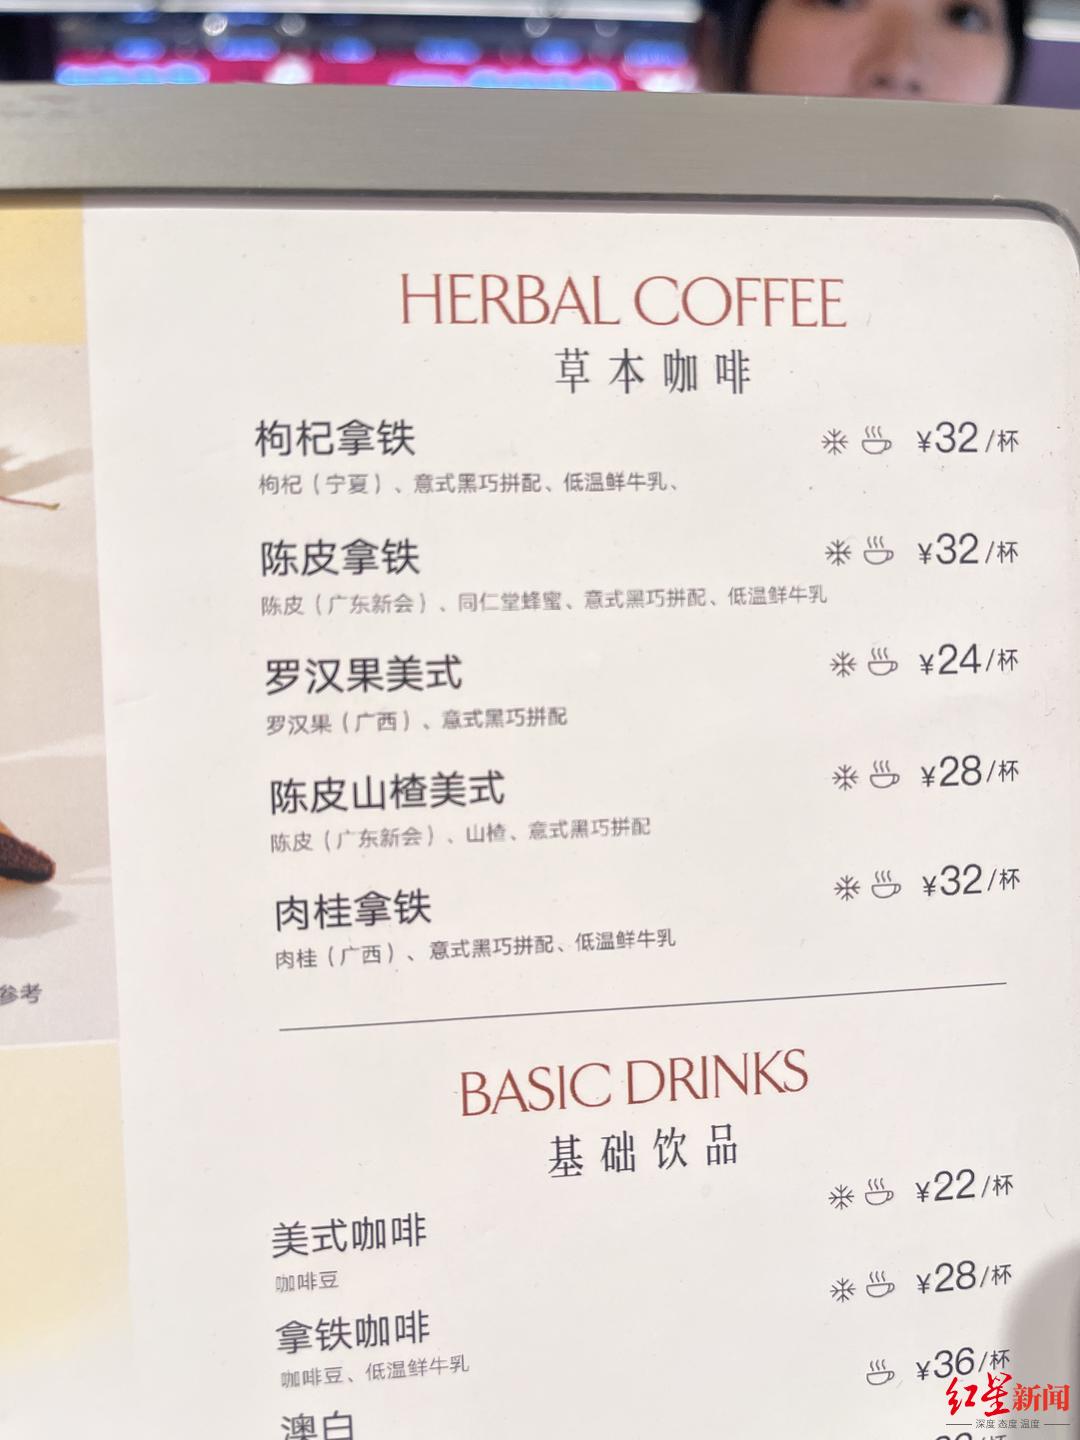 HERBAL COFFEE
草本咖啡
枸杞拿铁 ¥32/杯
枸杞（宁夏）、意式黑巧拼配、低温鲜牛乳、
陈皮拿铁 ¥32/杯
陈皮（广东新会）、同仁堂蜂蜜、意式黑巧拼配、低温鲜牛乳
罗汉果美式 ¥24/杯
罗汉果（广西）、意式黑巧拼配
陈皮山楂美式 ¥28/杯
陈皮（广东新会）、山楂、意式黑巧拼配
肉桂拿铁 ¥32/杯
肉桂（广西）、意式黑巧拼配、低温鲜牛乳
参考
BASIC DRINKS
基础饮品
美式咖啡 ¥22/杯
咖啡豆
拿铁咖啡 ¥28/杯
咖啡豆、低温鲜牛乳
澳白 ¥36/杯
红星新闻
深度 态度 温度